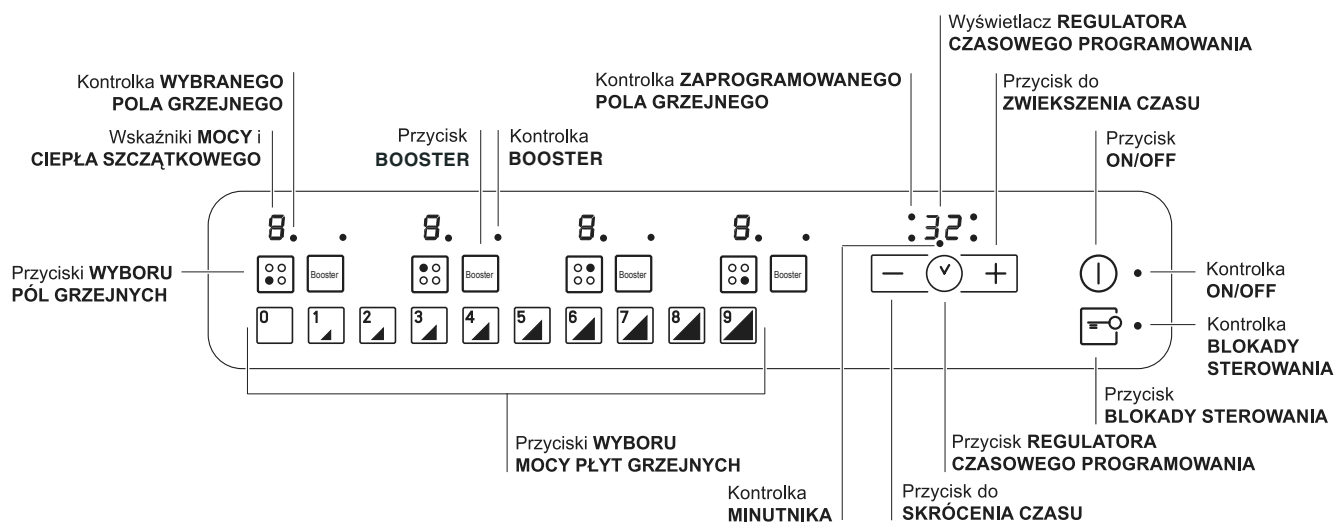 Wyświetlacz REGULATORA
CZASOWEGO PROGRAMOWANIA
Kontrolka WYBRANEGO
POLA GRZEJNEGO
Kontrolka ZAPROGRAMOWANEGO
POLA GRZEJNEGO
Przycisk do
ZWIEKSZENIA CZASU
Wskaźniki MOCY i
CIEPŁA SZCZĄTKOWEGO
Przycisk
BOOSTER
Kontrolka
BOOSTER
Przycisk
ON/OFF
8. 8. 8. 8. 32
Przyciski WYBORU
PÓL GRZEJNYCH
Booster Booster Booster Booster
Kontrolka
ON/OFF
0 1 2 3 4 5 6 7 8 9
Kontrolka
BLOKADY
STEROWANIA
Przycisk
BLOKADY STEROWANIA
Przyciski WYBORU
MOCY PŁYT GRZEJNYCH
Przycisk REGULATORA
CZASOWEGO PROGRAMOWANIA
Kontrolka
MINUTNIKA
Przycisk do
SKRÓCENIA CZASU